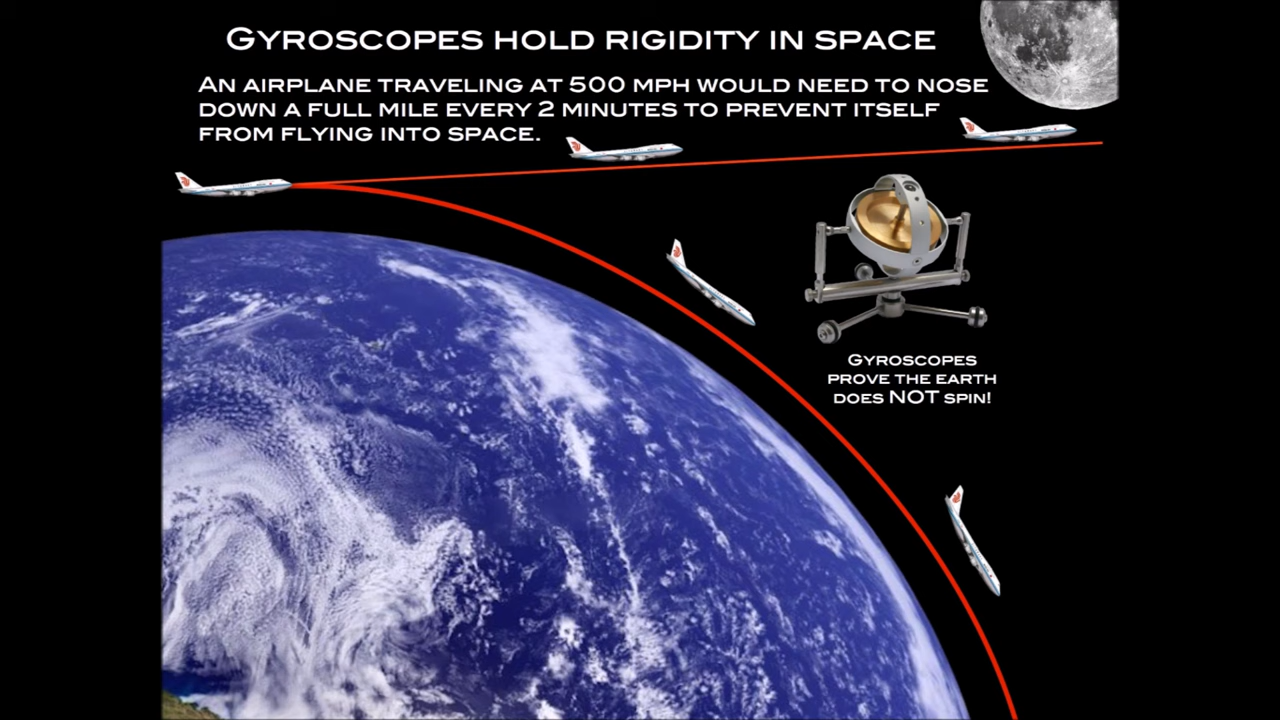 Gyroscopes hold rigidity in space
An airplane traveling at 500 mph would need to nose
down a full mile every 2 minutes to prevent itself
from flying into space.
Gyroscopes
prove the earth
does NOT spin!